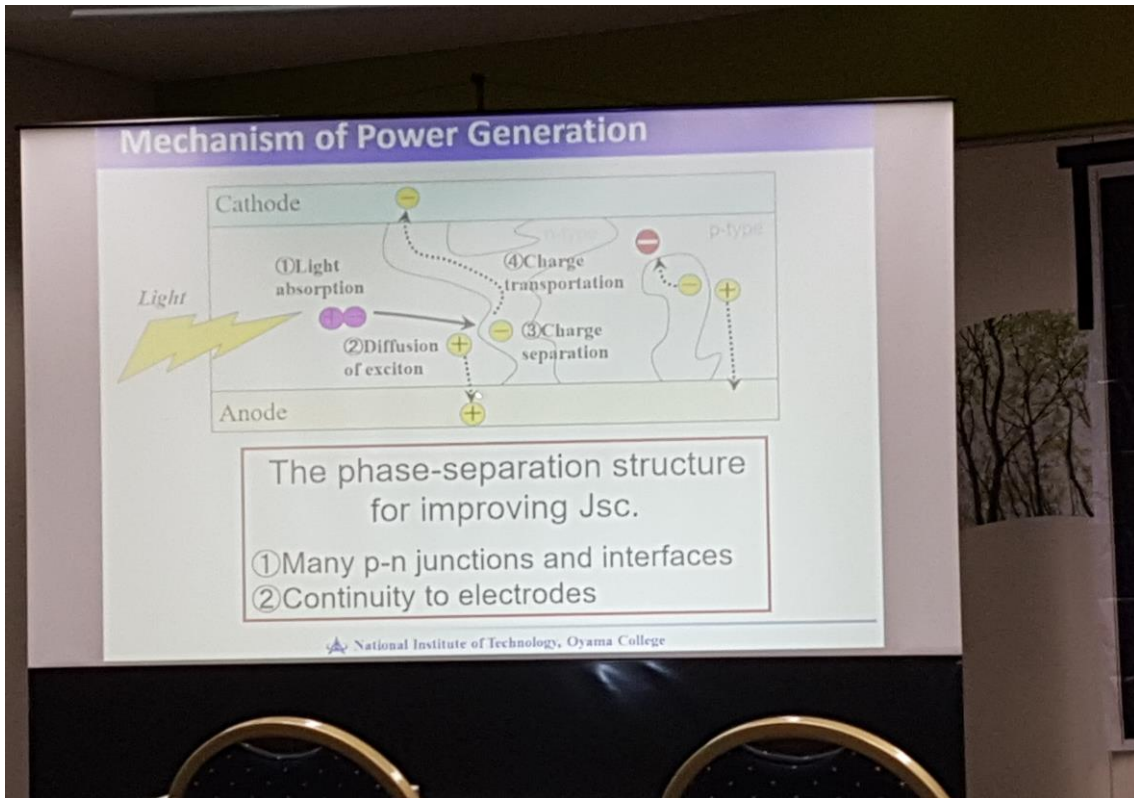 Mechanism of Power Generation
Cathode
n-type
p-type
①Light
absorption
④Charge
transportation
Light
②Diffusion
of exciton
③Charge
separation
Anode
The phase-separation structure
for improving Jsc.
①Many p-n junctions and interfaces
②Continuity to electrodes
National Institute of Technology, Oyama College